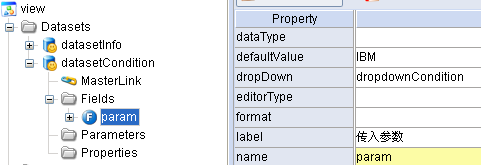 view
Datasets
datasetInfo
datasetCondition
MasterLink
Fields
F param
Parameters
Properties
Property
dataType
defaultValue IBM
dropDown dropdownCondition
editorType
format
label 传入参数
name param